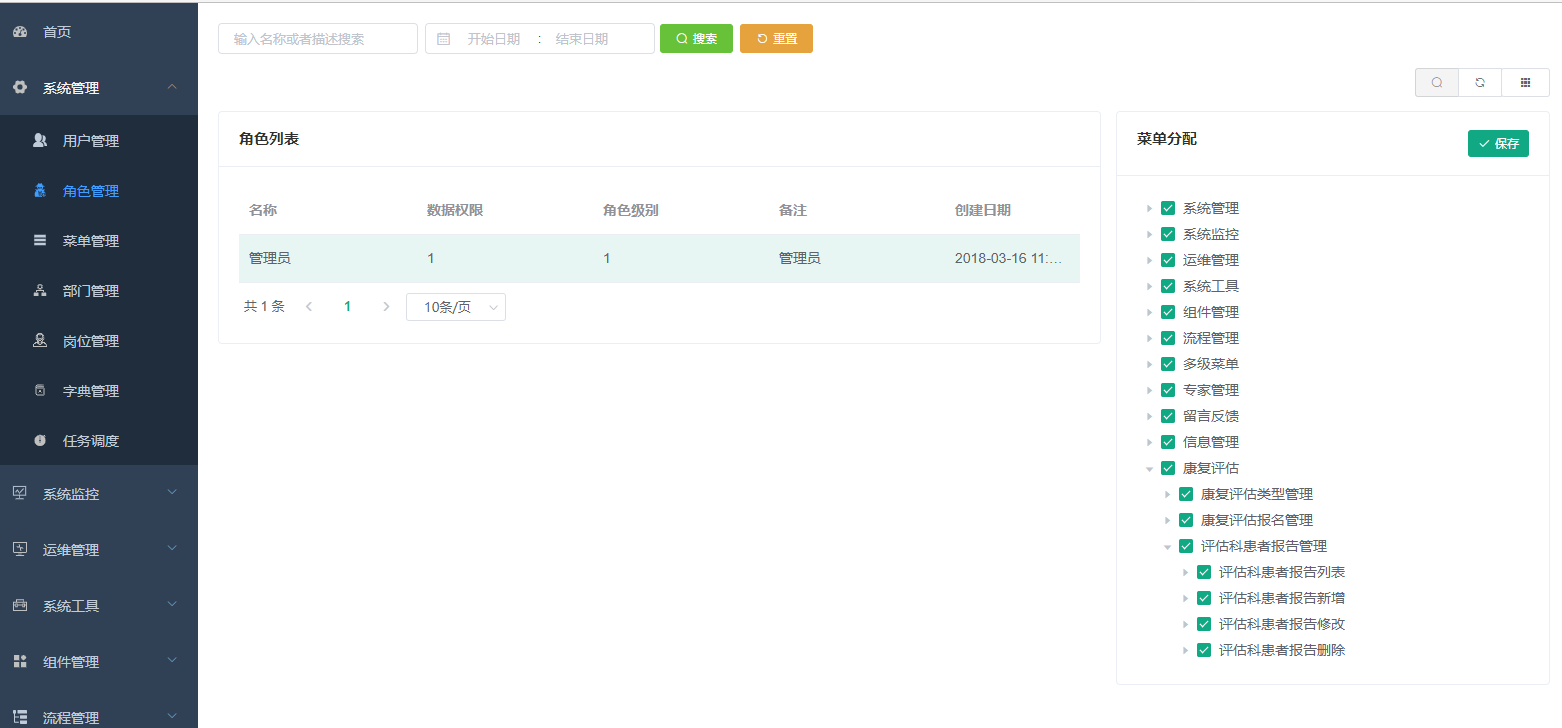 首页
系统管理
用户管理
角色管理
菜单管理
部门管理
岗位管理
字典管理
任务调度
系统监控
运维管理
系统工具
组件管理
流程管理
输入名称或者描述搜索
开始日期 : 结束日期
搜索
重置
角色列表
名称 数据权限 角色级别 备注 创建日期
管理员 1 1 管理员 2018-03-16 11:...
共 1 条 1 10条/页
菜单分配
保存
系统管理
系统监控
运维管理
系统工具
组件管理
流程管理
多级菜单
专家管理
留言反馈
信息管理
康复评估
康复评估类型管理
康复评估报名管理
评估科患者报告管理
评估科患者报告列表
评估科患者报告新增
评估科患者报告修改
评估科患者报告删除